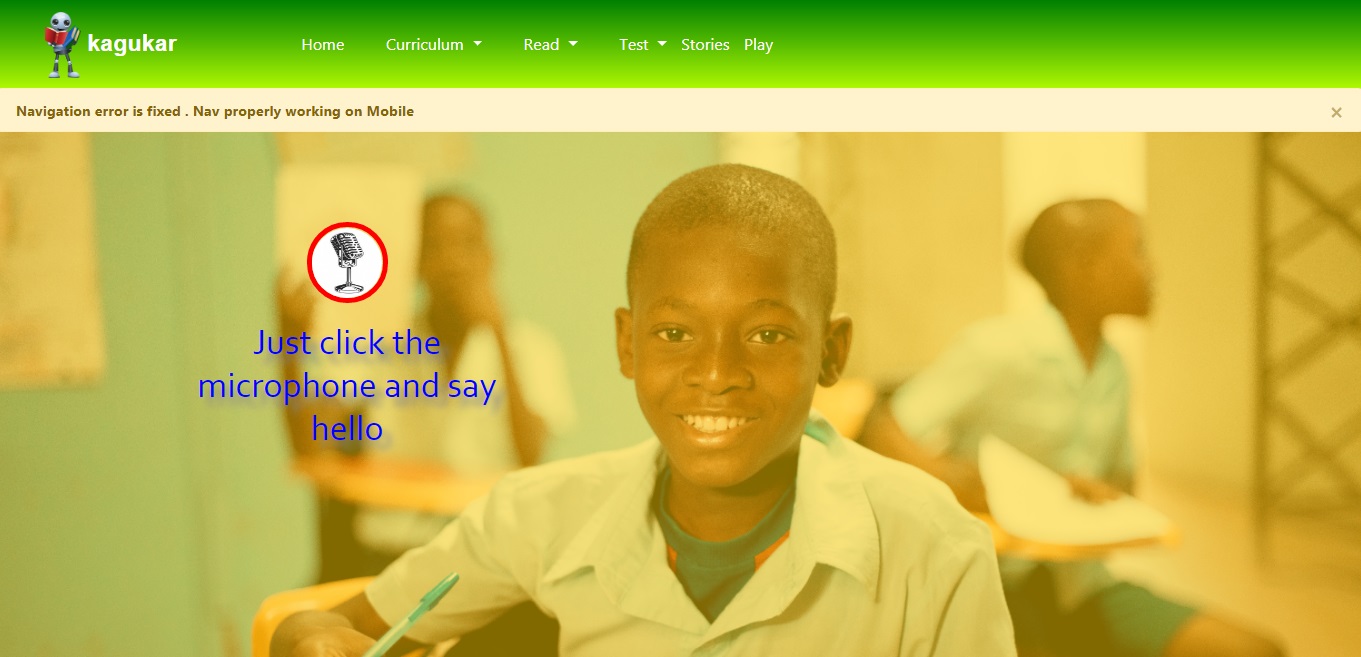 kagukar
Home Curriculum Read Test Stories Play
Navigation error is fixed . Nav properly working on Mobile ×
Just click the
microphone and say
hello